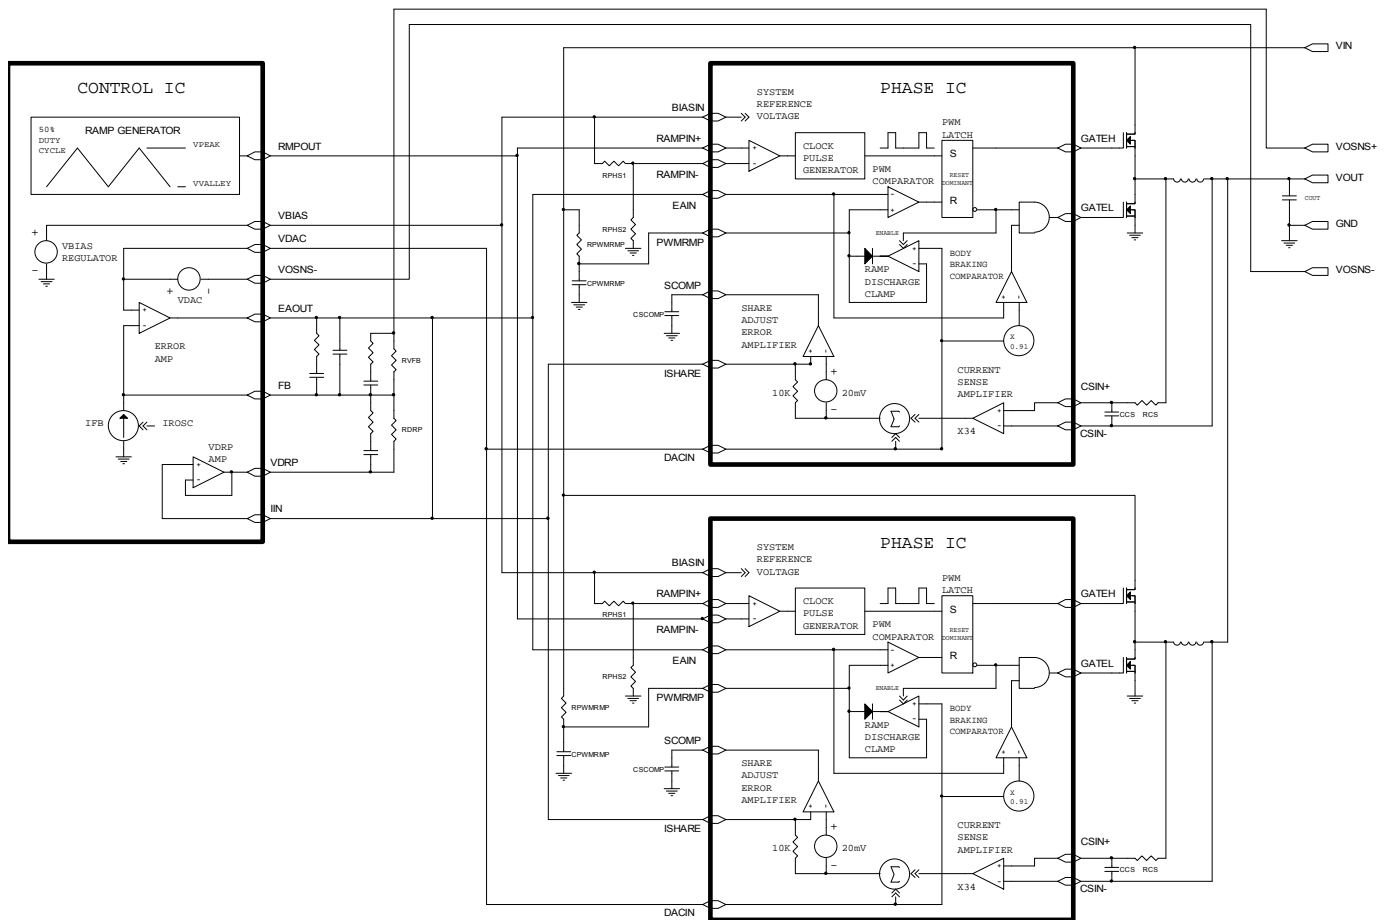 CONTROL IC
50%
DUTY
CYCLE
RAMP GENERATOR
VPEAK
VVALLEY
RMPOUT
VBIAS
+
−
VBIAS
REGULATOR
VDAC
VOSNS-
+ −
VDAC
EAOUT
+
-
ERROR
AMP
RVFB
FB
IFB
IROSC
RDRP
VDRP
AMP
+
-
VDRP
IIN
PHASE IC
BIASIN
SYSTEM
REFERENCE
VOLTAGE
RAMPIN+
RPHS1
RAMPIN-
+
-
CLOCK
PULSE
GENERATOR
PWM
LATCH
S
RESET
DOMINANT
R
GATEH
EAIN
PWM
COMPARATOR
-
+
RPHS2
RPWMRMP
PWMRMP
ENABLE
GATEL
CPWMRMP
+
-
RAMP
DISCHARGE
CLAMP
BODY
BRAKING
COMPARATOR
+ -
SCOMP
CSCOMP
SHARE
ADJUST
ERROR
AMPLIFIER
+ -
X
0.91
ISHARE
10K
+
20mV
−
CURRENT
SENSE
AMPLIFIER
CSIN+
+
-
X34
Σ
CCS
RCS
CSIN-
DACIN
VIN
VOSNS+
VOUT
COUT
GND
VOSNS-
PHASE IC
BIASIN
SYSTEM
REFERENCE
VOLTAGE
RAMPIN+
RPHS1
RAMPIN-
+
-
CLOCK
PULSE
GENERATOR
PWM
LATCH
S
RESET
DOMINANT
R
GATEH
EAIN
PWM
COMPARATOR
-
+
RPHS2
PWMRMP
RPWMRMP
ENABLE
GATEL
CPWMRMP
+
-
RAMP
DISCHARGE
CLAMP
BODY
BRAKING
COMPARATOR
+ -
SCOMP
CSCOMP
SHARE
ADJUST
ERROR
AMPLIFIER
+ -
X
0.91
ISHARE
10K
+
20mV
−
CURRENT
SENSE
AMPLIFIER
CSIN+
+
-
X34
Σ
CCS
RCS
CSIN-
DACIN